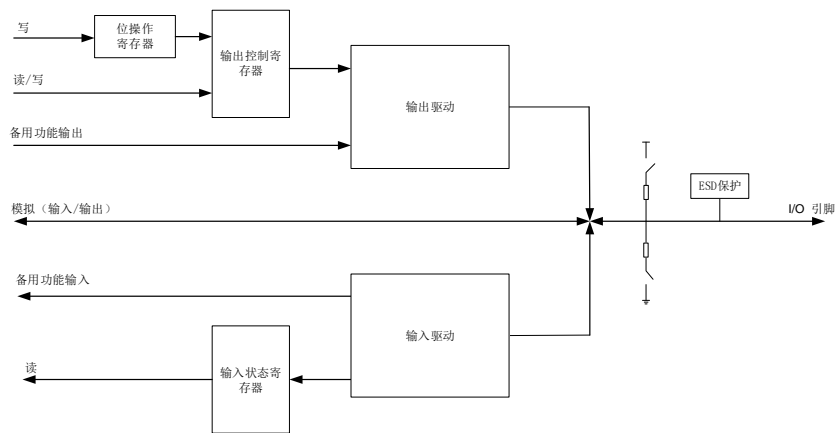 写
位操作
寄存器
输出控制寄
存器
读/写
输出驱动
备用功能输出
ESD保护
模拟（输入/输出）
I/O 引脚
备用功能输入
输入驱动
读
输入状态寄
存器